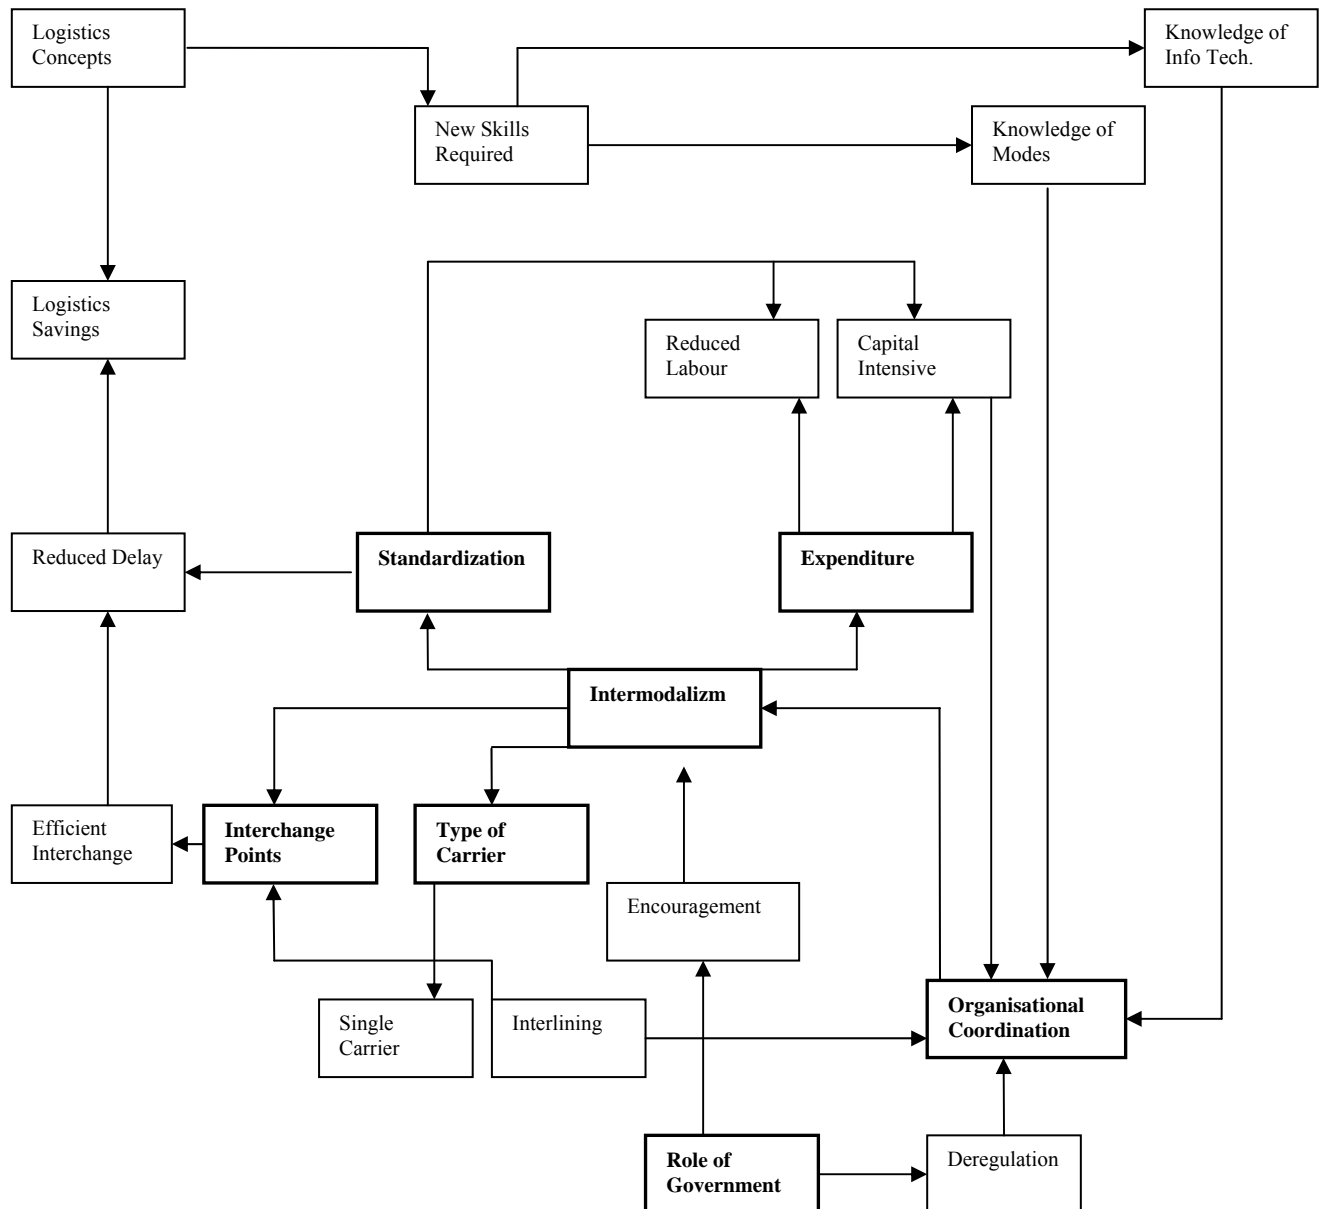 Logistics
Concepts
Knowledge of
Info Tech.
New Skills
Required
Knowledge of
Modes
Logistics
Savings
Reduced
Labour
Capital
Intensive
Reduced Delay
Standardization
Expenditure
Intermodalizm
Efficient
Interchange
Interchange
Points
Type of
Carrier
Encouragement
Single
Carrier
Interlining
Organisational
Coordination
Role of
Government
Deregulation